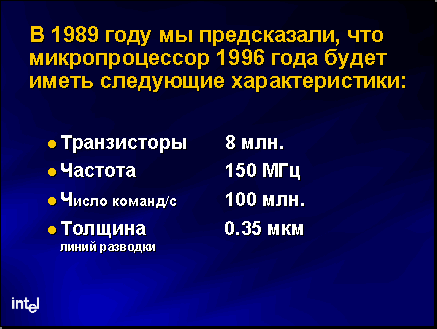 В 1989 году мы предсказали, что
микропроцессор 1996 года будет
иметь следующие характеристики:
Транзисторы 8 млн.
Частота 150 МГц
Число команд/с 100 млн.
Толщина 0.35 мкм
линий разводки
intel